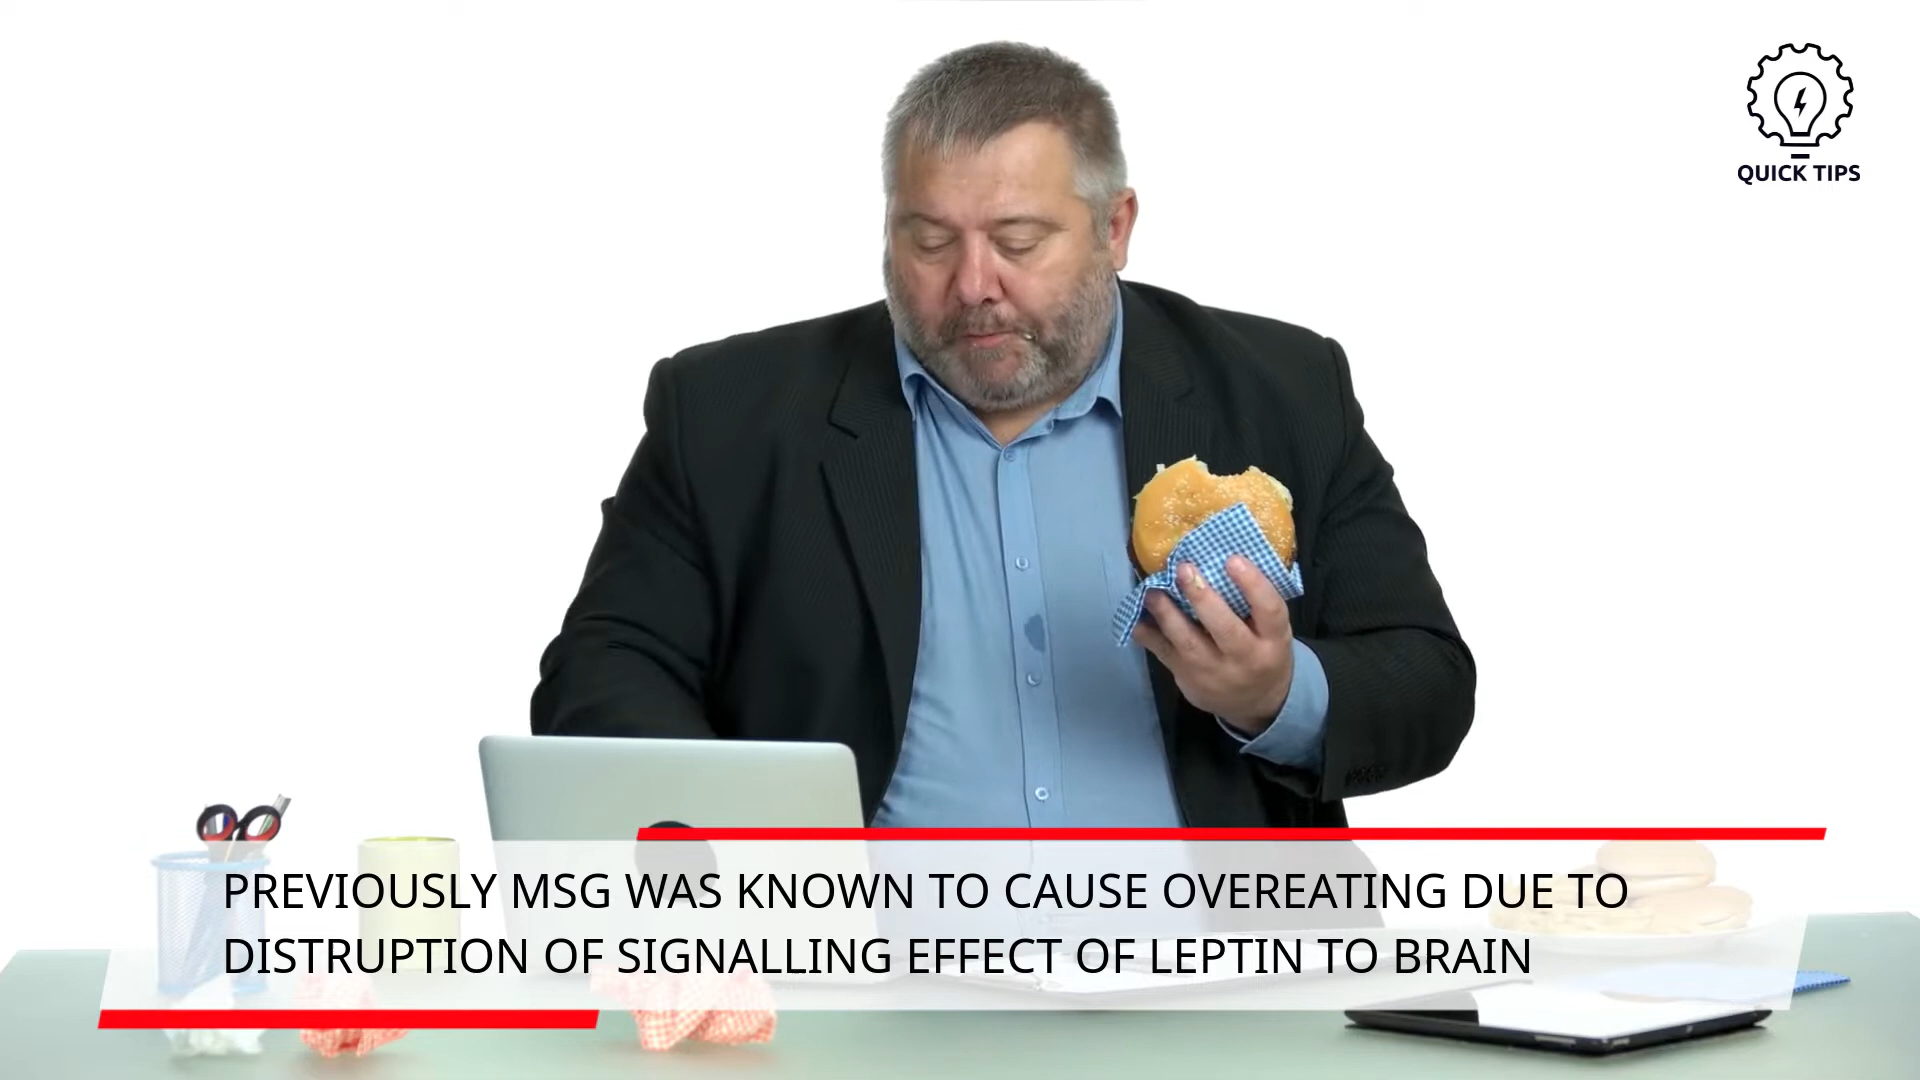 QUICK TIPS
PREVIOUSLY MSG WAS KNOWN TO CAUSE OVEREATING DUE TO
DISTRUPTION OF SIGNALLING EFFECT OF LEPTIN TO BRAIN